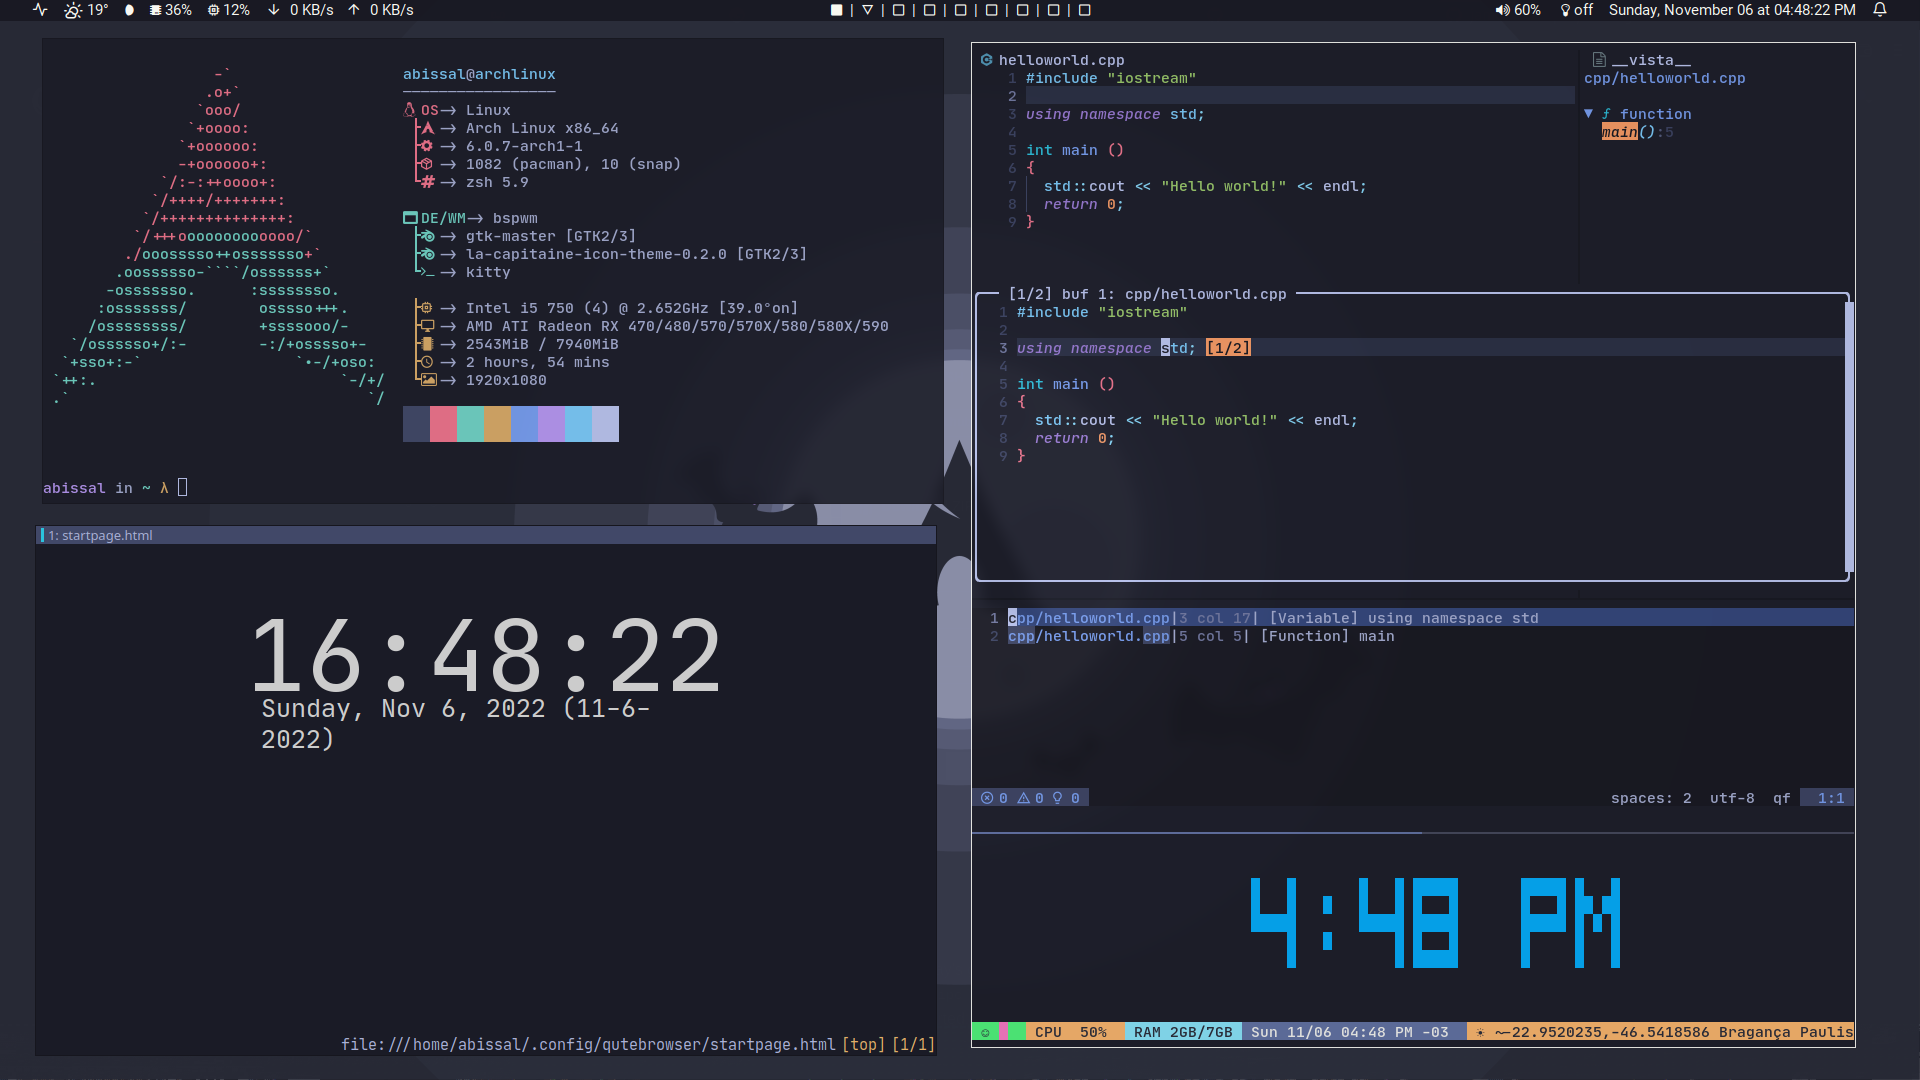 19° 36% 12% 0 KB/s 0 KB/s
60% off Sunday, November 06 at 04:48:22 PM
-`
.o+`
`ooo/
`+oooo:
`+oooooo:
-+oooooo+:
`/:-:++oooo+:
`/++++/+++++++:
`/++++++++++++++:
`/+++ooooooooooooo/`
./ooosssso++osssssso+`
.oossssso-````/ossssss+`
-osssssso. :ssssssso.
:osssssss/ osssso+++.
/ossssssss/ +ssssooo/-
`/ossssso+/:- -:/+osssso+-
`+sso+:-` `.-/+oso:
`++:. `-/+/
.` `/
abissal@archlinux
OS Linux
Arch Linux x86_64
6.0.7-arch1-1
1082 (pacman), 10 (snap)
zsh 5.9
DE/WM bspwm
gtk-master [GTK2/3]
la-capitaine-icon-theme-0.2.0 [GTK2/3]
kitty
Intel i5 750 (4) @ 2.652GHz [39.0°on]
AMD ATI Radeon RX 470/480/570/570X/580/580X/590
2543MiB / 7940MiB
2 hours, 54 mins
1920x1080
abissal in ~ λ
1: startpage.html
16:48:22
Sunday, Nov 6, 2022 (11-6-
2022)
file:///home/abissal/.config/qutebrowser/startpage.html [top] [1/1]
helloworld.cpp
1 #include "iostream"
2
3 using namespace std;
4
5 int main ()
6 {
7 std::cout << "Hello world!" << endl;
8 return 0;
9 }
__vista__
cpp/helloworld.cpp
▼ ƒ function
main():5
[1/2] buf 1: cpp/helloworld.cpp
1 #include "iostream"
2
3 using namespace std; [1/2]
4
5 int main ()
6 {
7 std::cout << "Hello world!" << endl;
8 return 0;
9 }
1 cpp/helloworld.cpp|3 col 17| [Variable] using namespace std
2 cpp/helloworld.cpp|5 col 5| [Function] main
0 0 0 spaces: 2 utf-8 qf 1:1
4:48 PM
CPU 50% RAM 2GB/7GB Sun 11/06 04:48 PM -03 ☀ ~-22.9520235,-46.5418586 Bragança Paulis